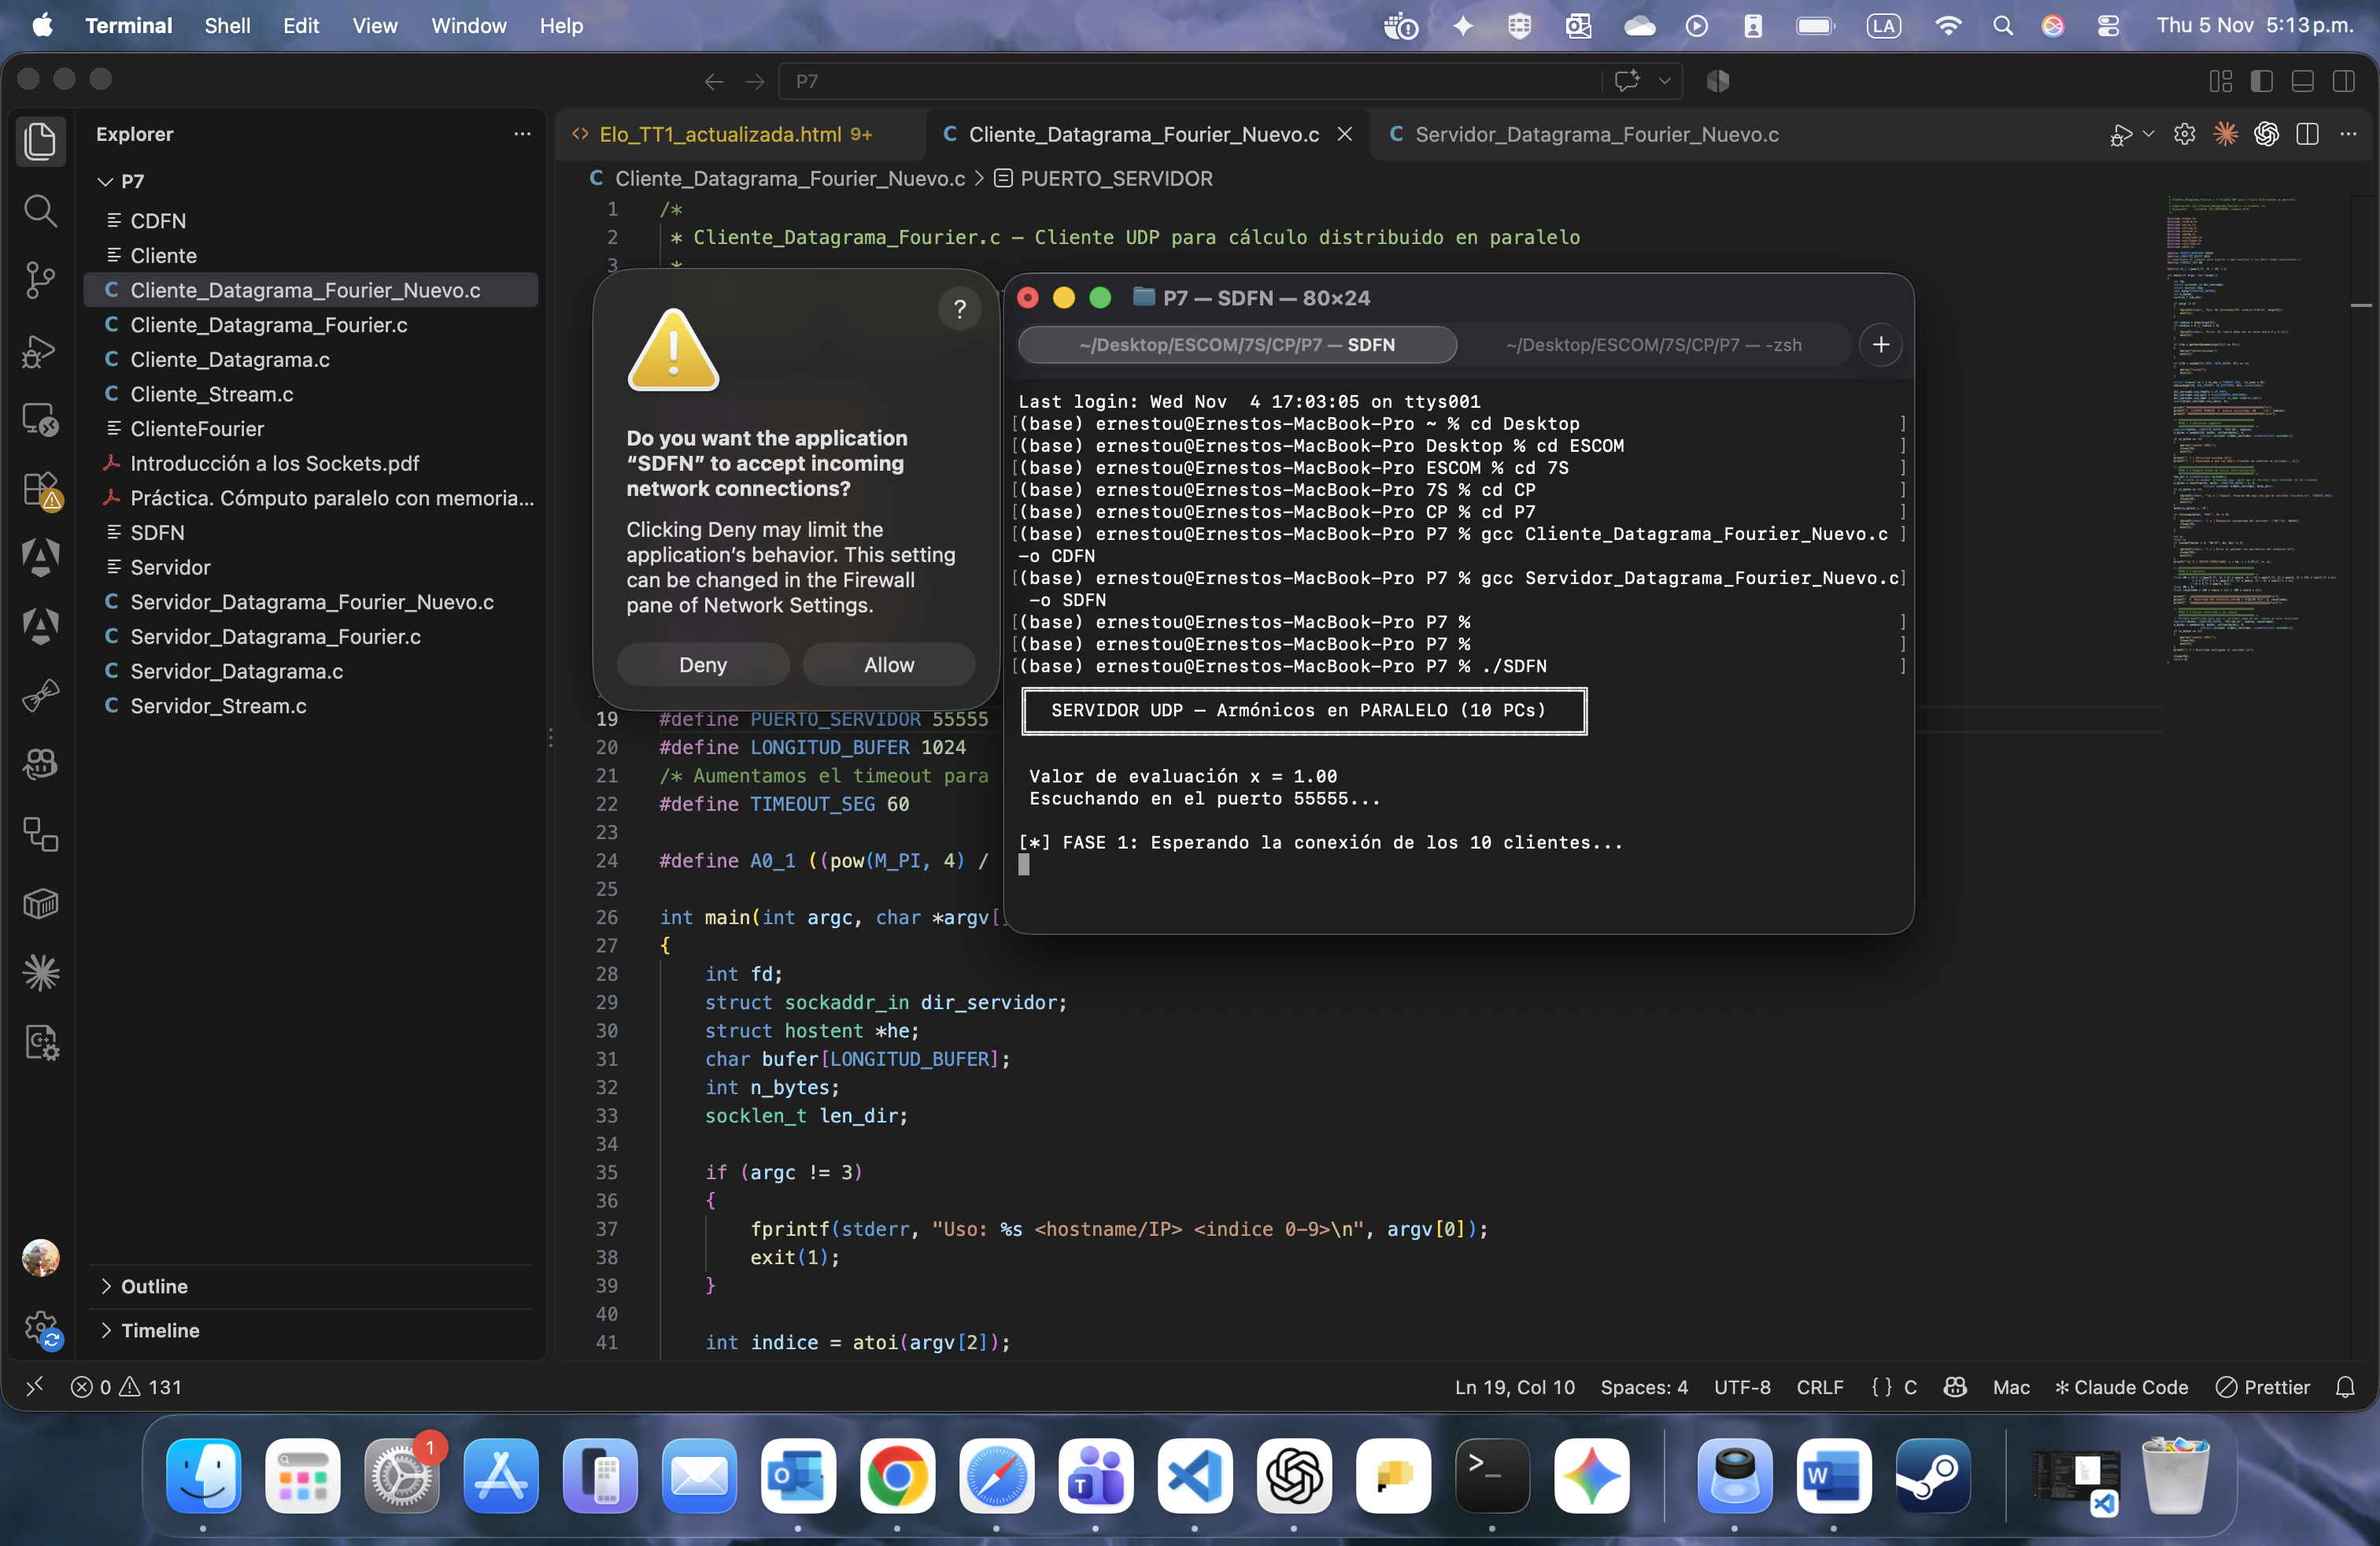 Terminal Shell Edit View Window Help LA Thu 5 Nov 5:13 p.m.
P7
Explorer
P7
CDFN
Cliente
Cliente_Datagrama_Fourier_Nuevo.c
Cliente_Datagrama_Fourier.c
Cliente_Datagrama.c
Cliente_Stream.c
ClienteFourier
Introducción a los Sockets.pdf
Práctica. Cómputo paralelo con memoria...
SDFN
Servidor
Servidor_Datagrama_Fourier_Nuevo.c
Servidor_Datagrama_Fourier.c
Servidor_Datagrama.c
Servidor_Stream.c
Outline
Timeline
Elo_TT1_actualizada.html 9+ Cliente_Datagrama_Fourier_Nuevo.c Servidor_Datagrama_Fourier_Nuevo.c
Cliente_Datagrama_Fourier_Nuevo.c > PUERTO_SERVIDOR
1 /*
2 * Cliente_Datagrama_Fourier.c — Cliente UDP para cálculo distribuido en paralelo
3 *
?
Do you want the application
“SDFN” to accept incoming
network connections?
Clicking Deny may limit the
application’s behavior. This setting
can be changed in the Firewall
pane of Network Settings.
Deny Allow
P7 — SDFN — 80×24
~/Desktop/ESCOM/7S/CP/P7 — SDFN ~/Desktop/ESCOM/7S/CP/P7 — -zsh +
Last login: Wed Nov  4 17:03:05 on ttys001
[(base) ernestou@Ernestos-MacBook-Pro ~ % cd Desktop ]
[(base) ernestou@Ernestos-MacBook-Pro Desktop % cd ESCOM ]
[(base) ernestou@Ernestos-MacBook-Pro ESCOM % cd 7S ]
[(base) ernestou@Ernestos-MacBook-Pro 7S % cd CP ]
[(base) ernestou@Ernestos-MacBook-Pro CP % cd P7 ]
[(base) ernestou@Ernestos-MacBook-Pro P7 % gcc Cliente_Datagrama_Fourier_Nuevo.c ]
-o CDFN
[(base) ernestou@Ernestos-MacBook-Pro P7 % gcc Servidor_Datagrama_Fourier_Nuevo.c]
-o SDFN
[(base) ernestou@Ernestos-MacBook-Pro P7 % ]
[(base) ernestou@Ernestos-MacBook-Pro P7 % ]
[(base) ernestou@Ernestos-MacBook-Pro P7 % ./SDFN ]
SERVIDOR UDP — Armónicos en PARALELO (10 PCs)
Valor de evaluación x = 1.00
Escuchando en el puerto 55555...
[*] FASE 1: Esperando la conexión de los 10 clientes...
19 #define PUERTO_SERVIDOR 55555
20 #define LONGITUD_BUFER 1024
21 /* Aumentamos el timeout para
22 #define TIMEOUT_SEG 60
23
24 #define A0_1 ((pow(M_PI, 4) /
25
26 int main(int argc, char *argv[
27 {
28 int fd;
29 struct sockaddr_in dir_servidor;
30 struct hostent *he;
31 char bufer[LONGITUD_BUFER];
32 int n_bytes;
33 socklen_t len_dir;
34
35 if (argc != 3)
36 {
37 fprintf(stderr, "Uso: %s <hostname/IP> <indice 0-9>\n", argv[0]);
38 exit(1);
39 }
40
41 int indice = atoi(argv[2]);
0 131 Ln 19, Col 10 Spaces: 4 UTF-8 CRLF { } C Mac Claude Code Prettier
1